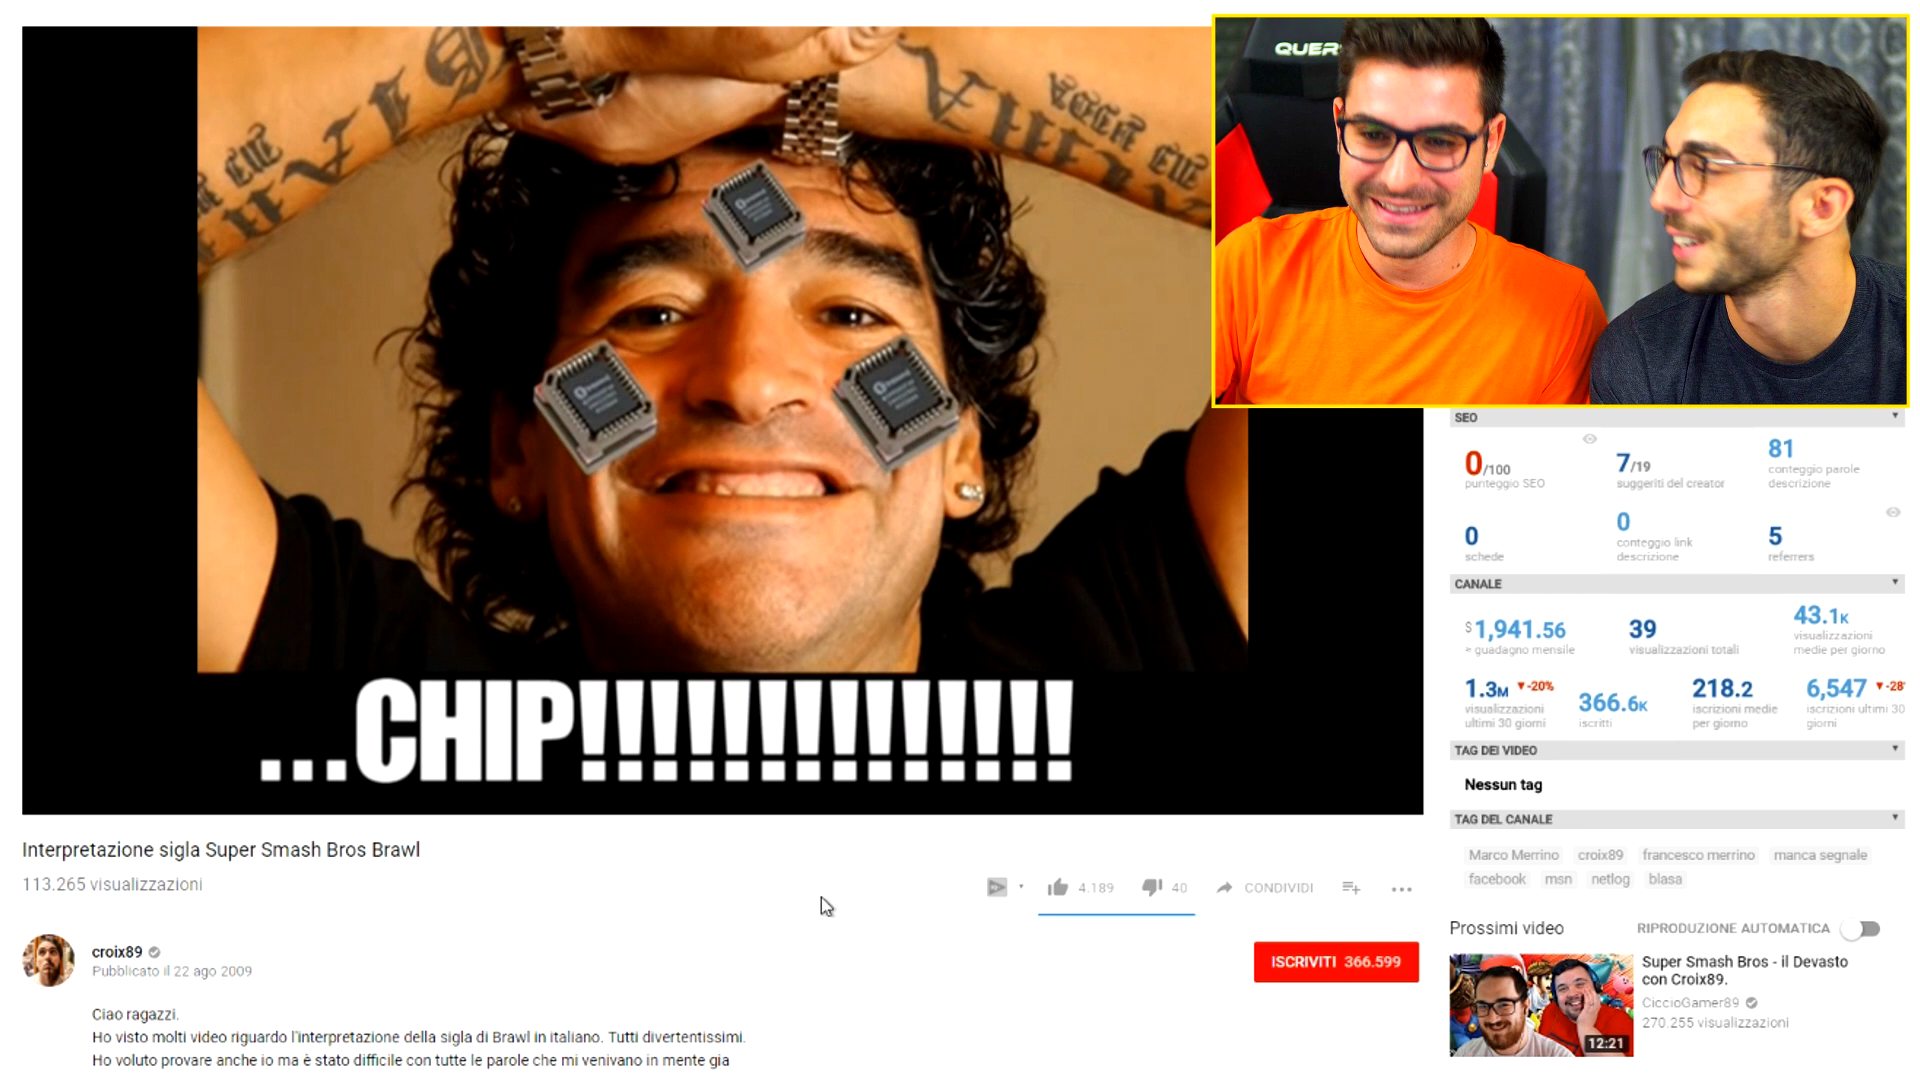 QUER
...CHIP!!!!!!!!!!!!!!
Interpretazione sigla Super Smash Bros Brawl
113.265 visualizzazioni
4.189
40
CONDIVIDI
croix89
Pubblicato il 22 ago 2009
ISCRIVITI 366.599
Ciao ragazzi.
Ho visto molti video riguardo l'interpretazione della sigla di Brawl in italiano. Tutti divertentissimi.
Ho voluto provare anche io ma è stato difficile con tutte le parole che mi venivano in mente gia
SEO
0/100
punteggio SEO
7/19
suggeriti del creator
81
conteggio parole
descrizione
0
schede
0
conteggio link
descrizione
5
referrers
CANALE
$1,941.56
≈ guadagno mensile
39
visualizzazioni totali
43.1K
visualizzazioni
medie per giorno
1.3M ▼-20%
visualizzazioni
ultimi 30 giorni
366.6K
iscritti
218.2
iscrizioni medie
per giorno
6,547 ▼-28
iscrizioni ultimi 30
giorni
TAG DEI VIDEO
Nessun tag
TAG DEL CANALE
Marco Merrino croix89 francesco merrino manca segnale
facebook msn netlog blasa
Prossimi video
RIPRODUZIONE AUTOMATICA
Super Smash Bros - il Devasto
con Croix89.
CiccioGamer89
270.255 visualizzazioni
12:21